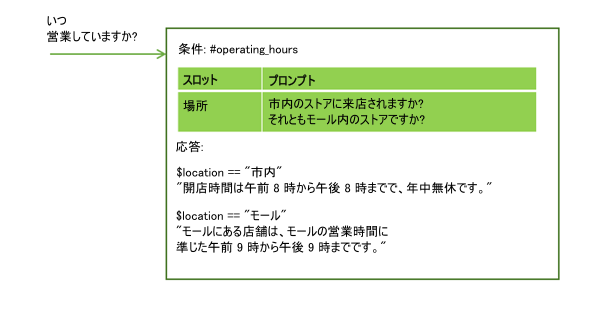 いつ
営業していますか?
条件: #operating_hours
スロット プロンプト
場所 市内のストアに来店されますか?
それともモール内のストアですか?
応答:
$location == "市内"
"開店時間は午前 8 時から午後 8 時までで、年中無休です。"
$location == "モール"
"モールにある店舗は、モールの営業時間に
準じた午前 9 時から午後 9 時までです。"